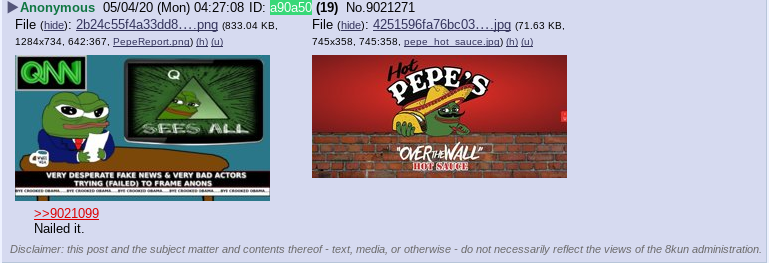 ▶Anonymous 05/04/20 (Mon) 04:27:08 ID: a90a50 (19) No.9021271
File (hide): 2b24c55f4a33dd8….png (833.04 KB, 1284x734, 642:367, PepeReport.png) (h) (u)
File (hide): 4251596fa76bc03….jpg (71.63 KB, 745x358, 745:358, pepe_hot_sauce.jpg) (h) (u)
QNN
Q
SEES ALL
VERY DESPERATE FAKE NEWS & VERY BAD ACTORS
TRYING (FAILED) TO FRAME ANONS
BYE CROOKED OBAMA.....BYE CROOKED OBAMA.....BYE CROOKED OBAMA.....BYE CROOKED OBAMA....
Hot
PEPE'S
"OVER THE WALL"
HOT SAUCE
>>9021099
Nailed it.
Disclaimer: this post and the subject matter and contents thereof - text, media, or otherwise - do not necessarily reflect the views of the 8kun administration.